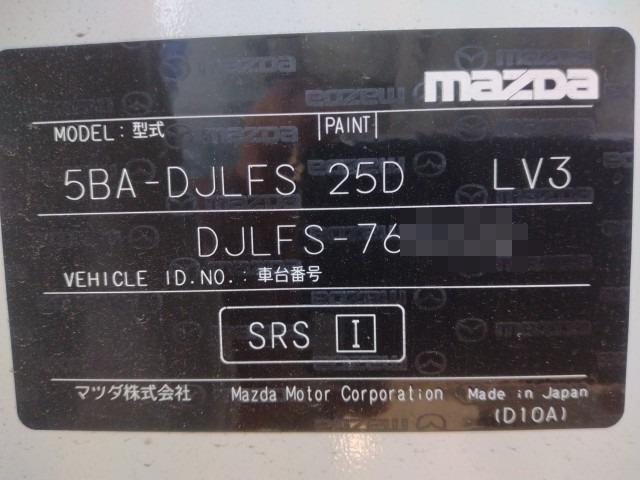 mazDa
MODEL: 型式 PAINT
5BA-DJLFS 25D LV3
DJLFS-76
VEHICLE ID.NO.: 車台番号
SRS I
マツダ株式会社 Mazda Motor Corporation Made in Japan
(D10A)